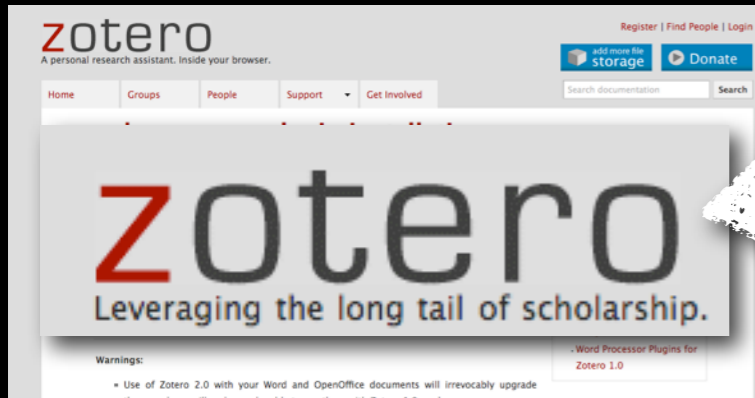 zotero
A personal research assistant. Inside your browser.
Register | Find People | Login
add more file
storage
Donate
Home Groups People Support Get Involved
Search documentation Search
zotero
Leveraging the long tail of scholarship.
Warnings:
Use of Zotero 2.0 with your Word and OpenOffice documents will irrevocably upgrade
Word Processor Plugins for
Zotero 1.0